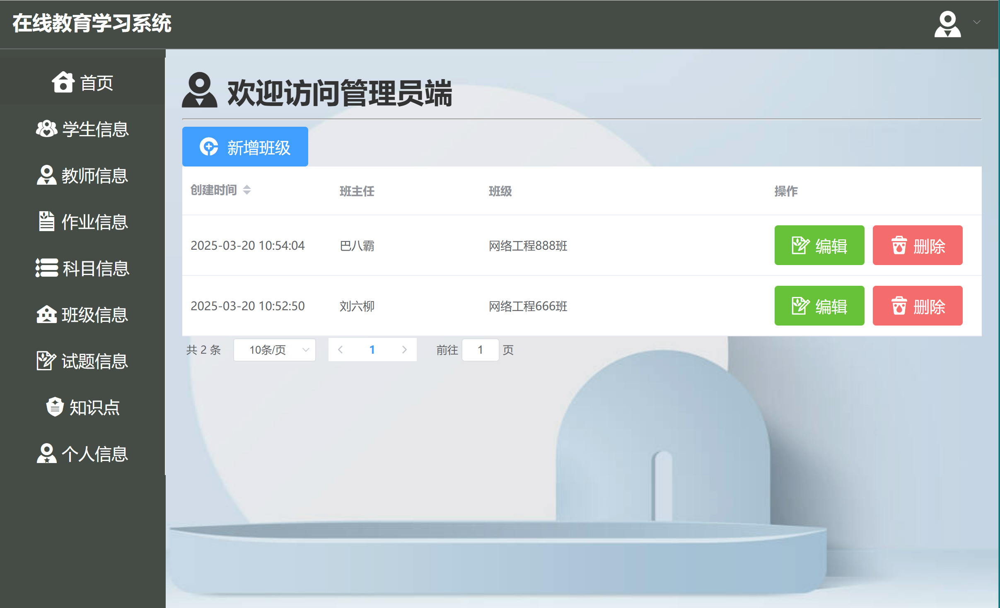 在线教育学习系统
首页
学生信息
教师信息
作业信息
科目信息
班级信息
试题信息
知识点
个人信息
欢迎访问管理员端
新增班级
创建时间 班主任 班级 操作
2025-03-20 10:54:04 巴八霸 网络工程888班 编辑 删除
2025-03-20 10:52:50 刘六柳 网络工程666班 编辑 删除
共 2 条 10条/页 1 前往 1 页